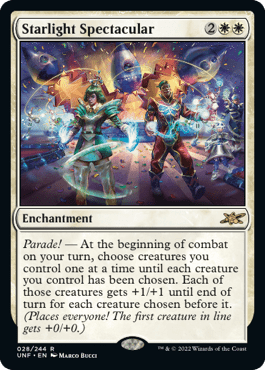 Starlight Spectacular 2
Enchantment
Parade! — At the beginning of combat
on your turn, choose creatures you
control one at a time until each creature
you control has been chosen. Each of
those creatures gets +1/+1 until end of
turn for each creature chosen before it.
(Places everyone! The first creature in line
gets +0/+0.)
028/244 R
UNF • EN Marco Bucci ™ & © 2022 Wizards of the Coast